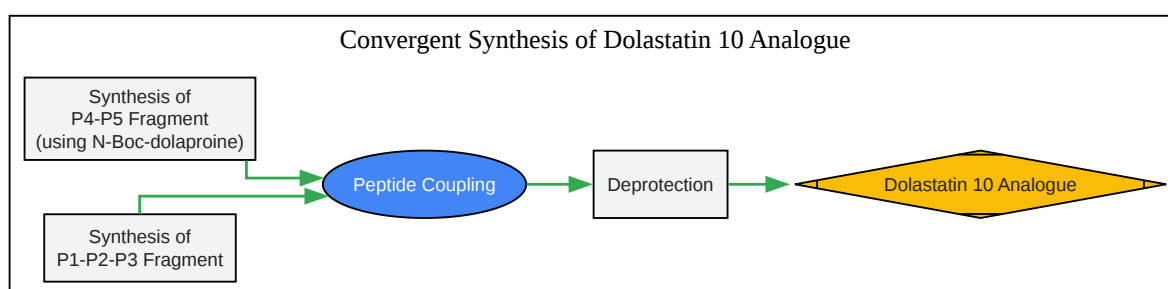 Convergent Synthesis of Dolastatin 10 Analogue
Synthesis of
P4-P5 Fragment
(using N-Boc-dolaproine)
Peptide Coupling
Deprotection
Dolastatin 10 Analogue
Synthesis of
P1-P2-P3 Fragment